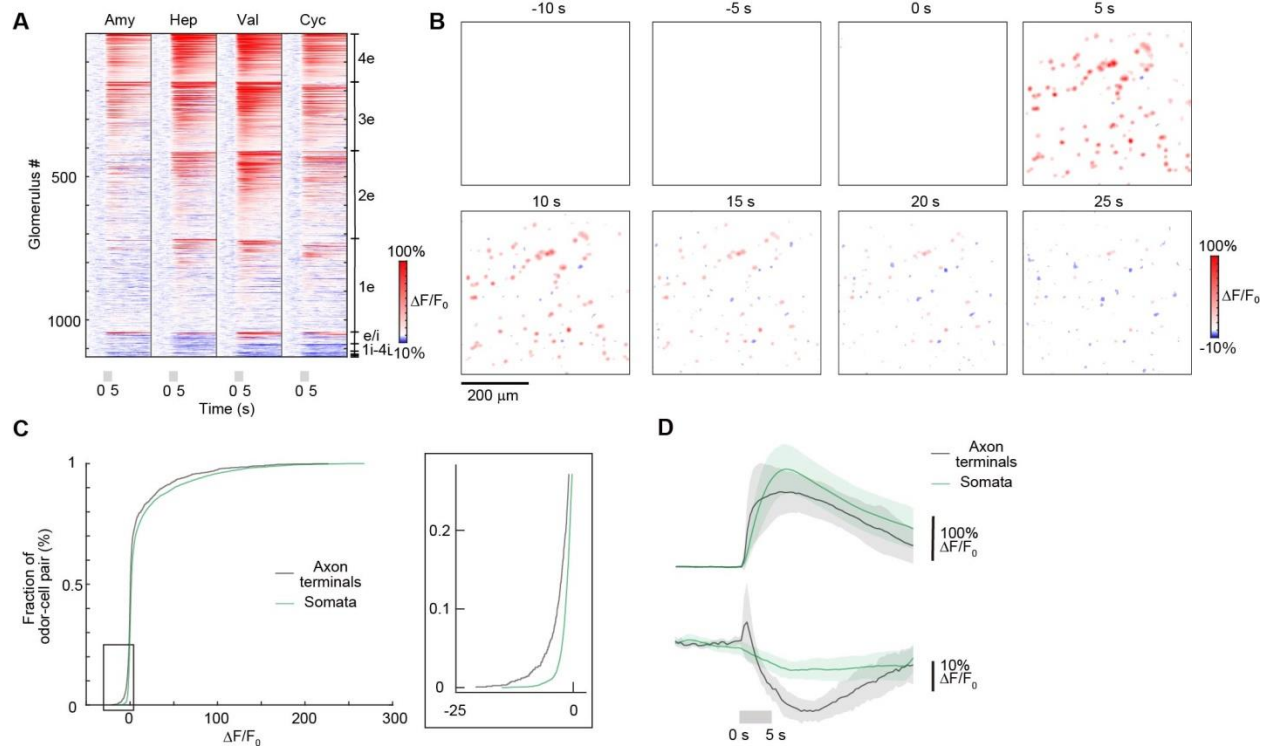 A
Amy Hep Val Cyc
Glomerulus #
500
1000
4e
3e
2e
1e
e/i
1i-4i
100%
ΔF/F0
-10%
0 5 0 5 0 5 0 5
Time (s)
B
-10 s -5 s 0 s 5 s
10 s 15 s 20 s 25 s
100%
ΔF/F0
-10%
200 μm
C
Fraction of
odor-cell pair (%)
1
0.5
0
0 100 200 300
ΔF/F0
Axon
terminals
Somata
0.2
0.1
0
-25 0
D
Axon
terminals
Somata
100%
ΔF/F0
10%
ΔF/F0
0 s 5 s